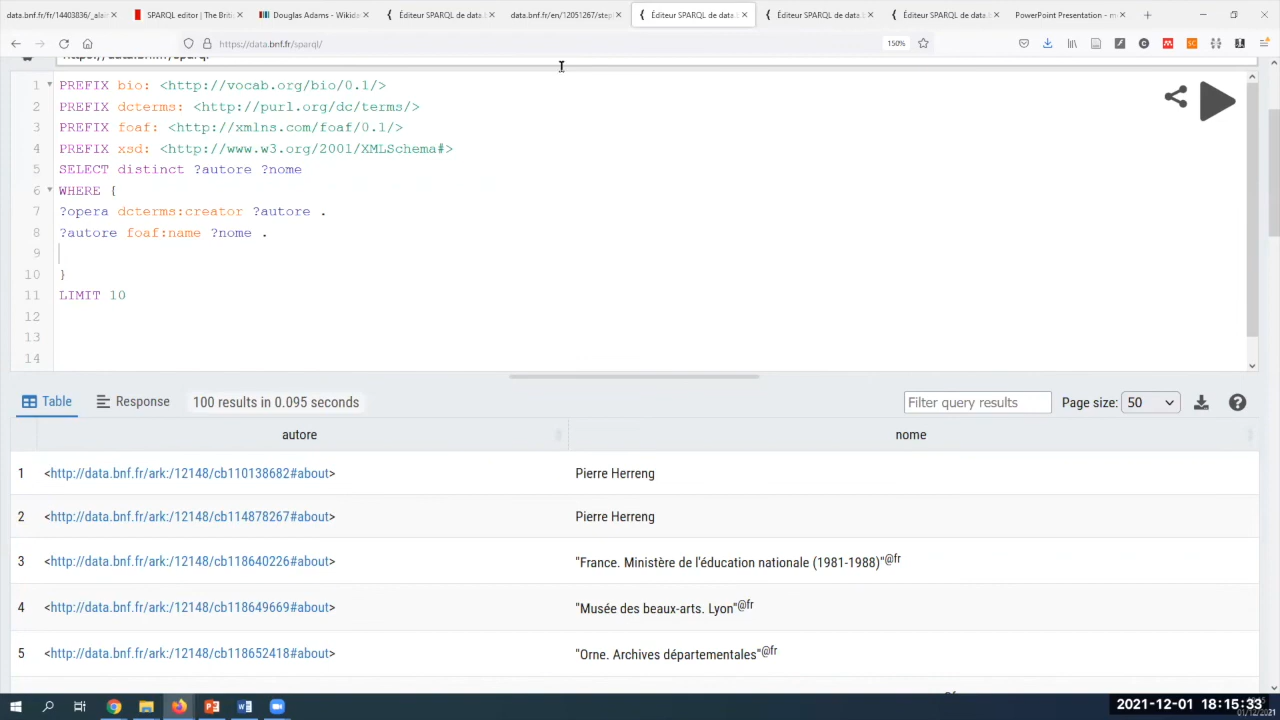 data.bnf.fr/fr/14403836/_alai
SPARQL editor | The Briti
Douglas Adams - Wikida
Éditeur SPARQL de data.b
data.bnf.fr/en/12051267/step
Éditeur SPARQL de data.b
Éditeur SPARQL de data.b
Éditeur SPARQL de data.b
PowerPoint Presentation - m
https://data.bnf.fr/sparql/
150%
1 PREFIX bio: <http://vocab.org/bio/0.1/>
2 PREFIX dcterms: <http://purl.org/dc/terms/>
3 PREFIX foaf: <http://xmlns.com/foaf/0.1/>
4 PREFIX xsd: <http://www.w3.org/2001/XMLSchema#>
5 SELECT distinct ?autore ?nome
6 WHERE {
7 ?opera dcterms:creator ?autore .
8 ?autore foaf:name ?nome .
9
10 }
11 LIMIT 10
12
13
14
Table
Response
100 results in 0.095 seconds
Filter query results
Page size: 50
autore nome
1 <http://data.bnf.fr/ark:/12148/cb110138682#about> Pierre Herreng
2 <http://data.bnf.fr/ark:/12148/cb114878267#about> Pierre Herreng
3 <http://data.bnf.fr/ark:/12148/cb118640226#about> "France. Ministère de l'éducation nationale (1981-1988)"@fr
4 <http://data.bnf.fr/ark:/12148/cb118649669#about> "Musée des beaux-arts. Lyon"@fr
5 <http://data.bnf.fr/ark:/12148/cb118652418#about> "Orne. Archives départementales"@fr
2021-12-01 18:15:33
01/12/2021